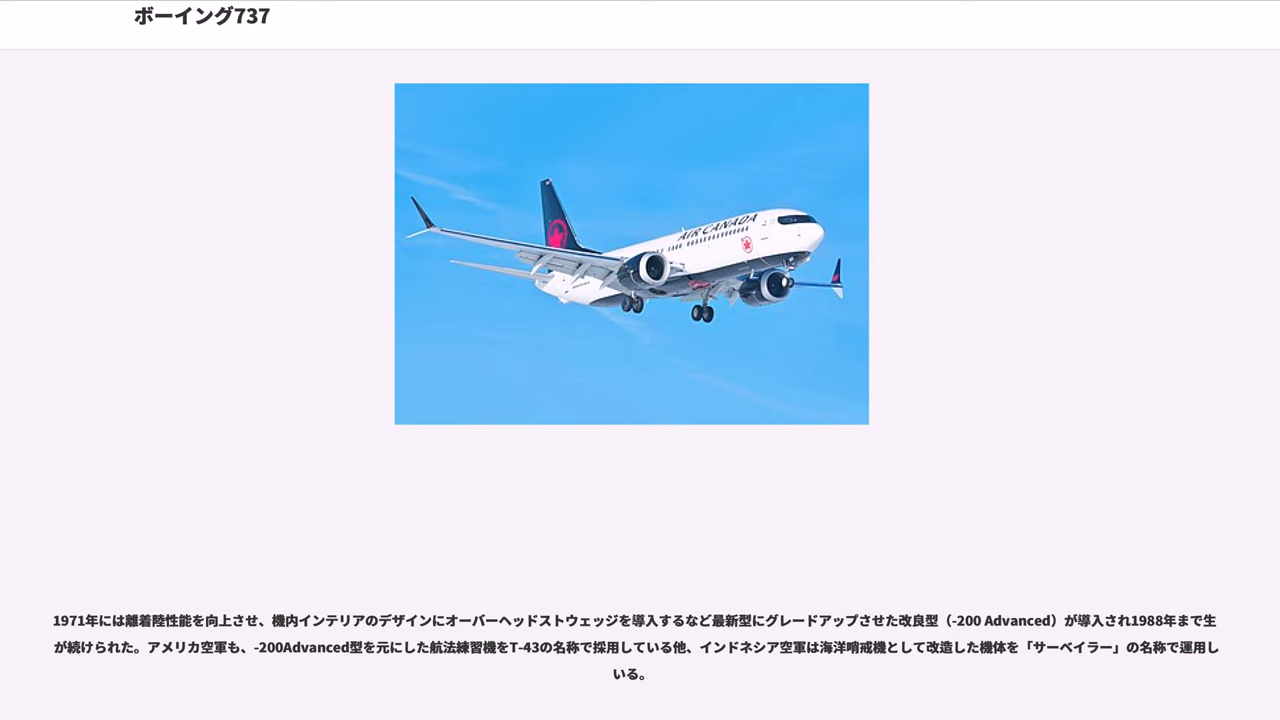 ボーイング737
AIR CANADA
1971年には離着陸性能を向上させ、機内インテリアのデザインにオーバーヘッドストウェッジを導入するなど最新型にグレードアップさせた改良型（-200 Advanced）が導入され1988年まで生
が続けられた。アメリカ空軍も、-200Advanced型を元にした航法練習機をT-43の名称で採用している他、インドネシア空軍は海洋哨戒機として改造した機体を「サーベイラー」の名称で運用し
いる。